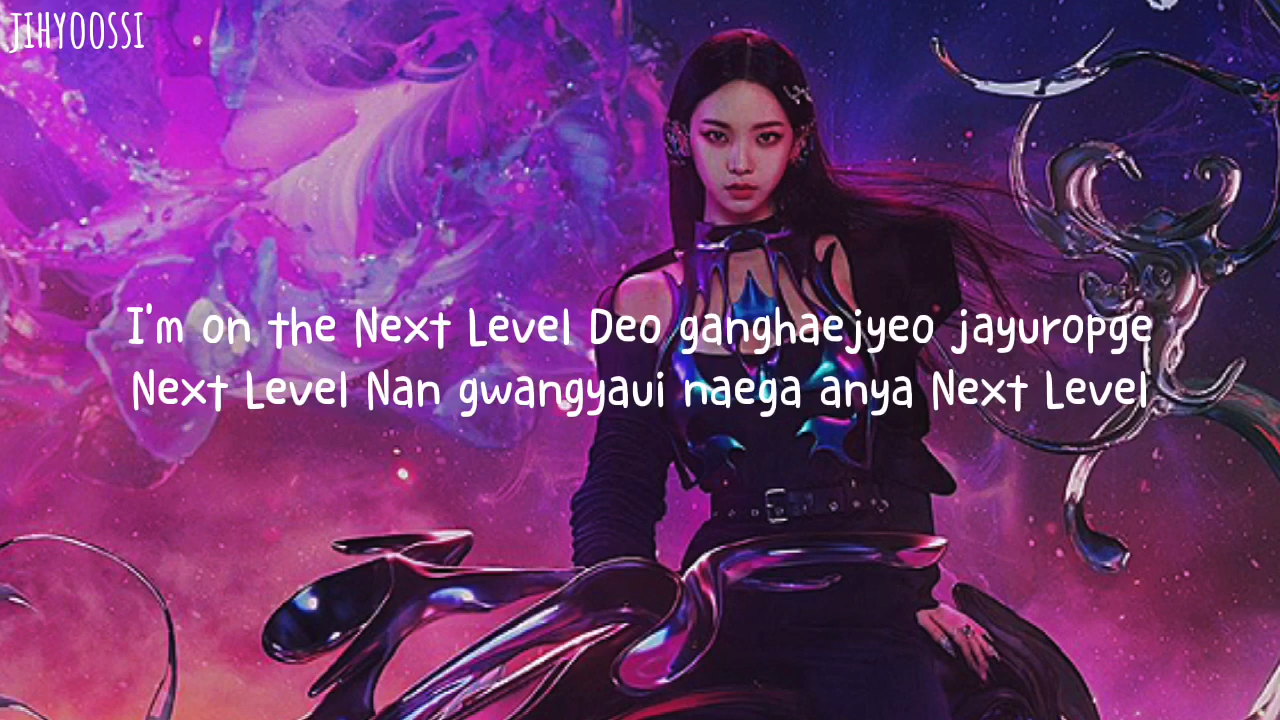 JIHYOOSSI
I'm on the Next Level Deo ganghaejyeo jayuropge
Next Level Nan gwangyaui naega anya Next Level